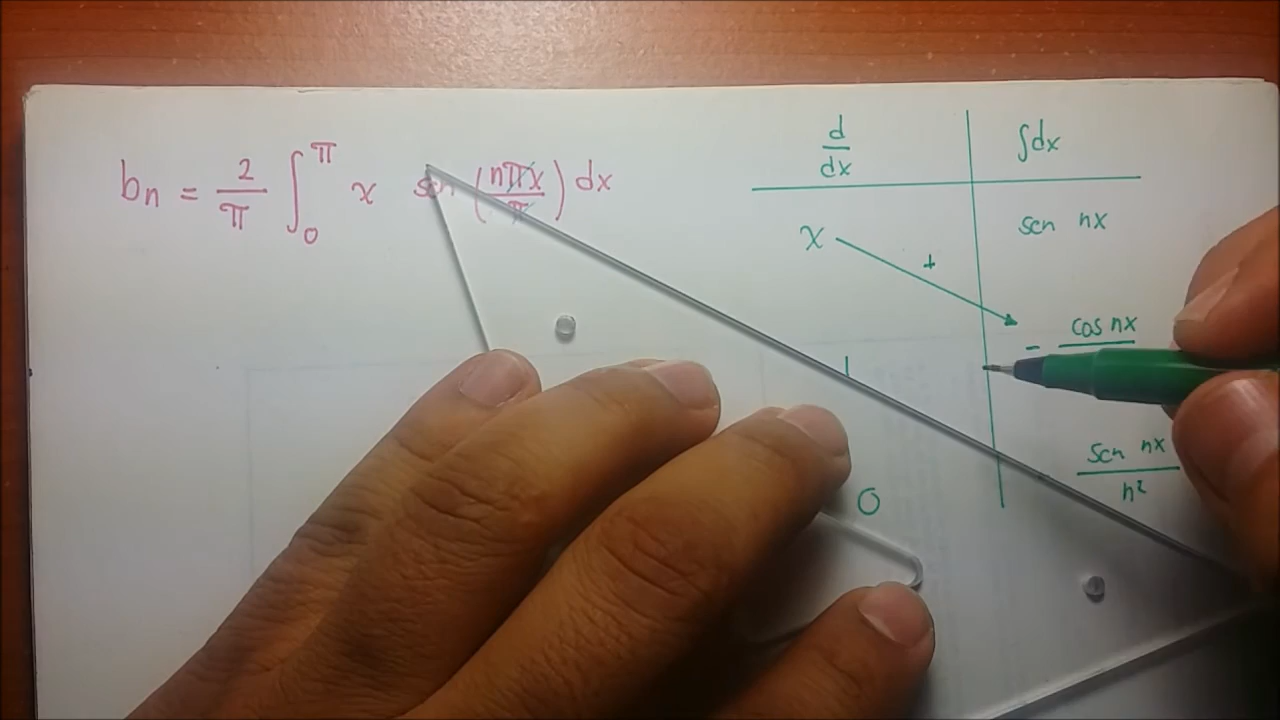 bn = 2/π ∫₀^π x sen (nπx/π) dx
d/dx ∫dx
x + sen nx
- cos nx
1
sen nx/n²
0